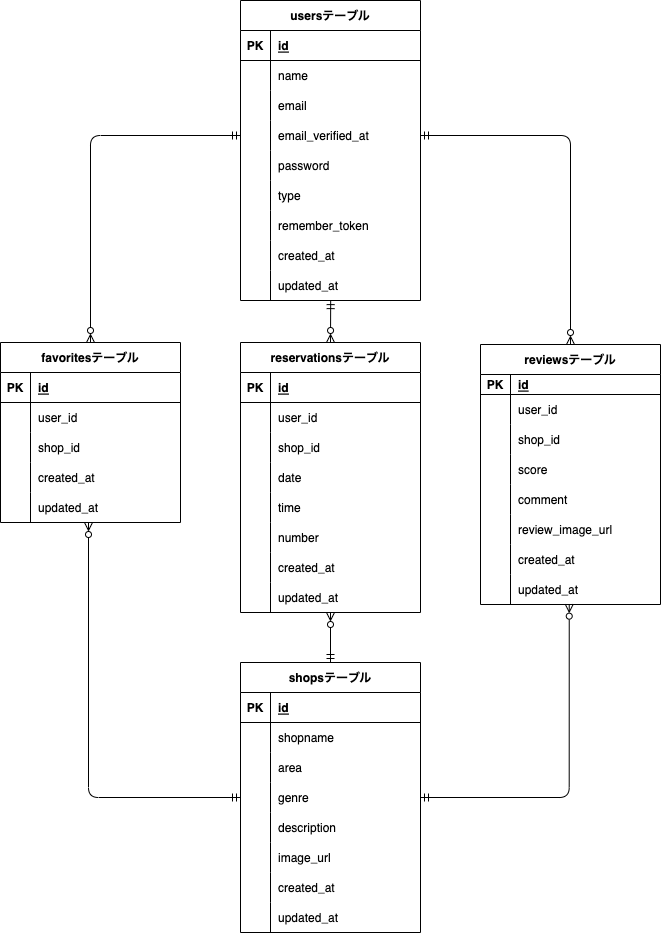 usersテーブル
PK id
name
email
email_verified_at
password
type
remember_token
created_at
updated_at
favoritesテーブル
PK id
user_id
shop_id
created_at
updated_at
reservationsテーブル
PK id
user_id
shop_id
date
time
number
created_at
updated_at
reviewsテーブル
PK id
user_id
shop_id
score
comment
review_image_url
created_at
updated_at
shopsテーブル
PK id
shopname
area
genre
description
image_url
created_at
updated_at